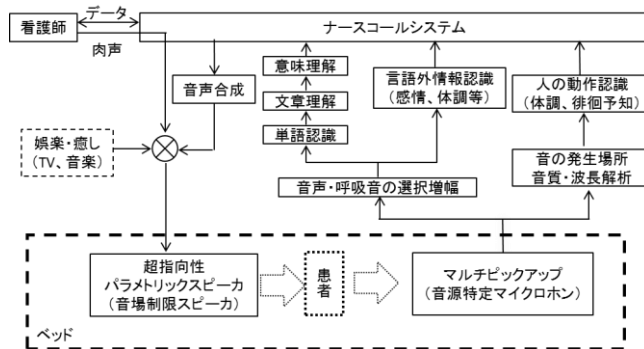 看護師
データ
ナースコールシステム
肉声
音声合成
意味理解
文章理解
単語認識
言語外情報認識
(感情、体調等)
人の動作認識
(体調、徘徊予知)
娯楽・癒し
(TV、音楽)
音の発生場所
音質・波長解析
音声・呼吸音の選択増幅
超指向性
パラメトリックスピーカ
(音場制限スピーカ)
患者
マルチピックアップ
(音源特定マイクロホン)
ベッド